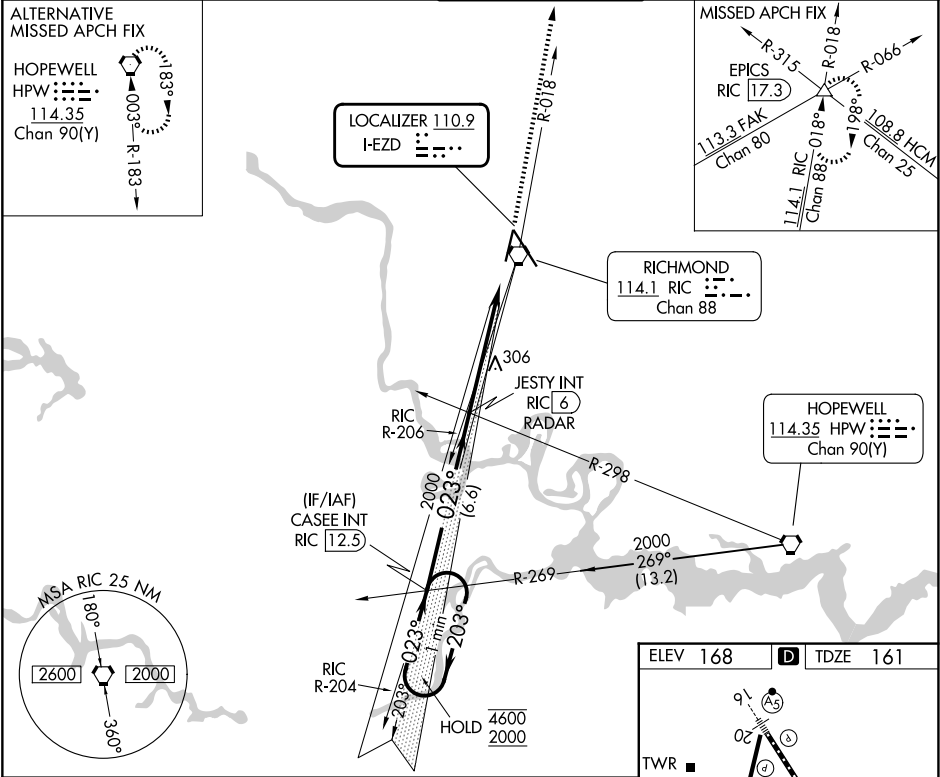 ALTERNATIVE
MISSED APCH FIX
HOPEWELL
HPW
114.35
Chan 90(Y)
183°
003°
R-183
LOCALIZER 110.9
I-EZD
R-018
MISSED APCH FIX
R-315
R-018
R-066
EPICS
RIC 17.3
113.3 FAK
Chan 80
018°
198°
108.8 HCM
Chan 25
114.1 RIC
Chan 88
RICHMOND
114.1 RIC
Chan 88
306
JESTY INT
RIC 6
RADAR
RIC
R-206
HOPEWELL
114.35 HPW
Chan 90(Y)
R-298
2000
023°
(6.6)
(IF/IAF)
CASEE INT
RIC 12.5
2000
269°
(13.2)
R-269
MSA RIC 25 NM
180°
2600
2000
360°
023°
1 min
203°
RIC
R-204
203°
HOLD
4600
2000
ELEV 168
D
TDZE 161
16
A5
20
P
P
TWR